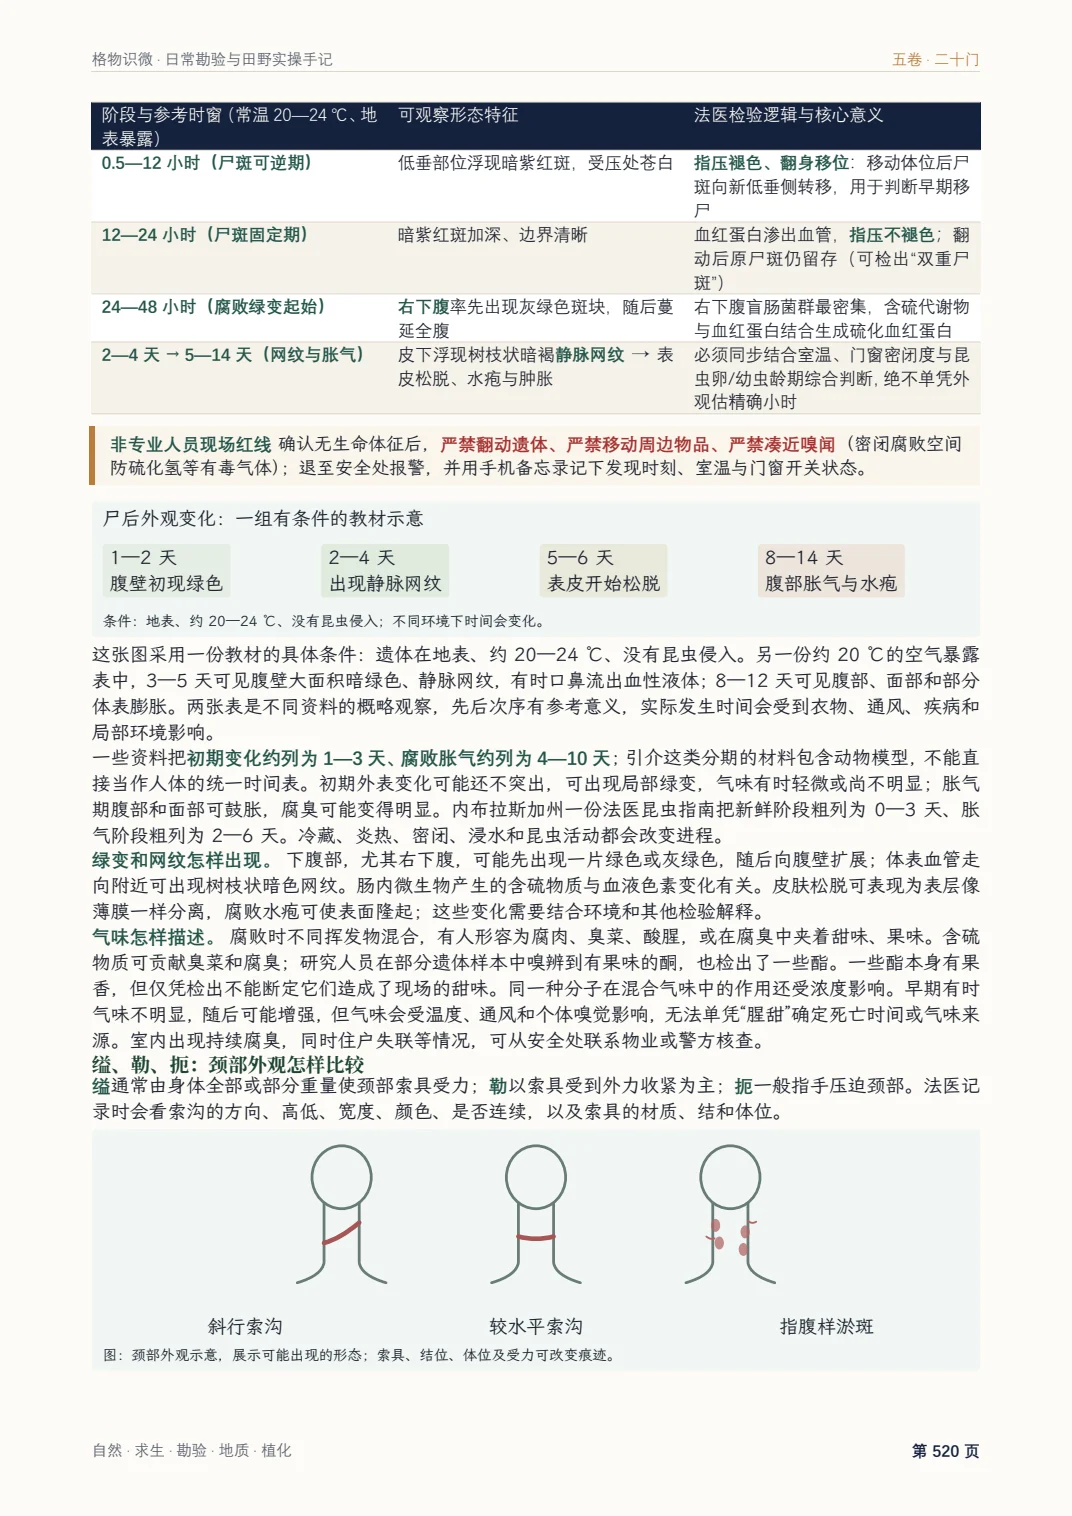 格物识微 · 日常勘验与田野实操手记
五卷 · 二十门
阶段与参考时窗（常温 20—24 ℃、地
表暴露）
可观察形态特征
法医检验逻辑与核心意义
0.5—12 小时（尸斑可逆期）
低垂部位浮现暗紫红斑，受压处苍白
指压褪色、翻身移位：移动体位后尸
斑向新低垂侧转移，用于判断早期移
尸
12—24 小时（尸斑固定期）
暗紫红斑加深、边界清晰
血红蛋白渗出血管，指压不褪色；翻
动后原尸斑仍留存（可检出“双重尸
斑”）
24—48 小时（腐败绿变起始）
右下腹率先出现灰绿色斑块，随后蔓
延全腹
右下腹盲肠菌群最密集，含硫代谢物
与血红蛋白结合生成硫化血红蛋白
2—4 天 → 5—14 天（网纹与胀气）
皮下浮现树枝状暗褐静脉网纹 → 表
皮松脱、水疱与肿胀
必须同步结合室温、门窗密闭度与昆
虫卵/幼虫龄期综合判断，绝不单凭外
观估精确小时
非专业人员现场红线 确认无生命体征后，严禁翻动遗体、严禁移动周边物品、严禁凑近嗅闻（密闭腐败空间
防硫化氢等有毒气体）；退至安全处报警，并用手机备忘录记下发现时刻、室温与门窗开关状态。
尸后外观变化：一组有条件的教材示意
1—2 天
腹壁初现绿色
2—4 天
出现静脉网纹
5—6 天
表皮开始松脱
8—14 天
腹部胀气与水疱
条件：地表、约 20—24 ℃、没有昆虫侵入；不同环境下时间会变化。
这张图采用一份教材的具体条件：遗体在地表、约 20—24 ℃、没有昆虫侵入。另一份约 20 ℃的空气暴露
表中，3—5 天可见腹壁大面积暗绿色、静脉网纹，有时口鼻流出血性液体；8—12 天可见腹部、面部和部分
体表膨胀。两张表是不同资料的概略观察，先后次序有参考意义，实际发生时间会受到衣物、通风、疾病和
局部环境影响。
一些资料把初期变化约列为 1—3 天、腐败胀气约列为 4—10 天；引介这类分期的材料包含动物模型，不能直
接当作人体的统一时间表。初期外表变化可能还不突出，可出现局部绿变，气味有时轻微或尚不明显；胀气
期腹部和面部可鼓胀，腐臭可能变得明显。内布拉斯加州一份法医昆虫指南把新鲜阶段粗列为 0—3 天、胀
气阶段粗列为 2—6 天。冷藏、炎热、密闭、浸水和昆虫活动都会改变进程。
绿变和网纹怎样出现。 下腹部，尤其右下腹，可能先出现一片绿色或灰绿色，随后向腹壁扩展；体表血管走
向附近可出现树枝状暗色网纹。肠内微生物产生的含硫物质与血液色素变化有关。皮肤松脱可表现为表层像
薄膜一样分离，腐败水疱可使表面隆起；这些变化需要结合环境和其他检验解释。
气味怎样描述。 腐败时不同挥发物混合，有人形容为腐肉、臭菜、酸腥，或在腐臭中夹着甜味、果味。含硫
物质可贡献臭菜和腐臭；研究人员在部分遗体样本中嗅辨到有果味的酮，也检出了一些酯。一些酯本身有果
香，但仅凭检出不能断定它们造成了现场的甜味。同一种分子在混合气味中的作用还受浓度影响。早期有时
气味不明显，随后可能增强，但气味会受温度、通风和个体嗅觉影响，无法单凭“腥甜”确定死亡时间或气味来
源。室内出现持续腐臭，同时住户失联等情况，可从安全处联系物业或警方核查。
缢、勒、扼：颈部外观怎样比较
缢通常由身体全部或部分重量使颈部索具受力；勒以索具受到外力收紧为主；扼一般指手压迫颈部。法医记
录时会看索沟的方向、高低、宽度、颜色、是否连续，以及索具的材质、结和体位。
斜行索沟
较水平索沟
指腹样淤斑
图：颈部外观示意，展示可能出现的形态；索具、结位、体位及受力可改变痕迹。
自然 · 求生 · 勘验 · 地质 · 植化
第 520 页